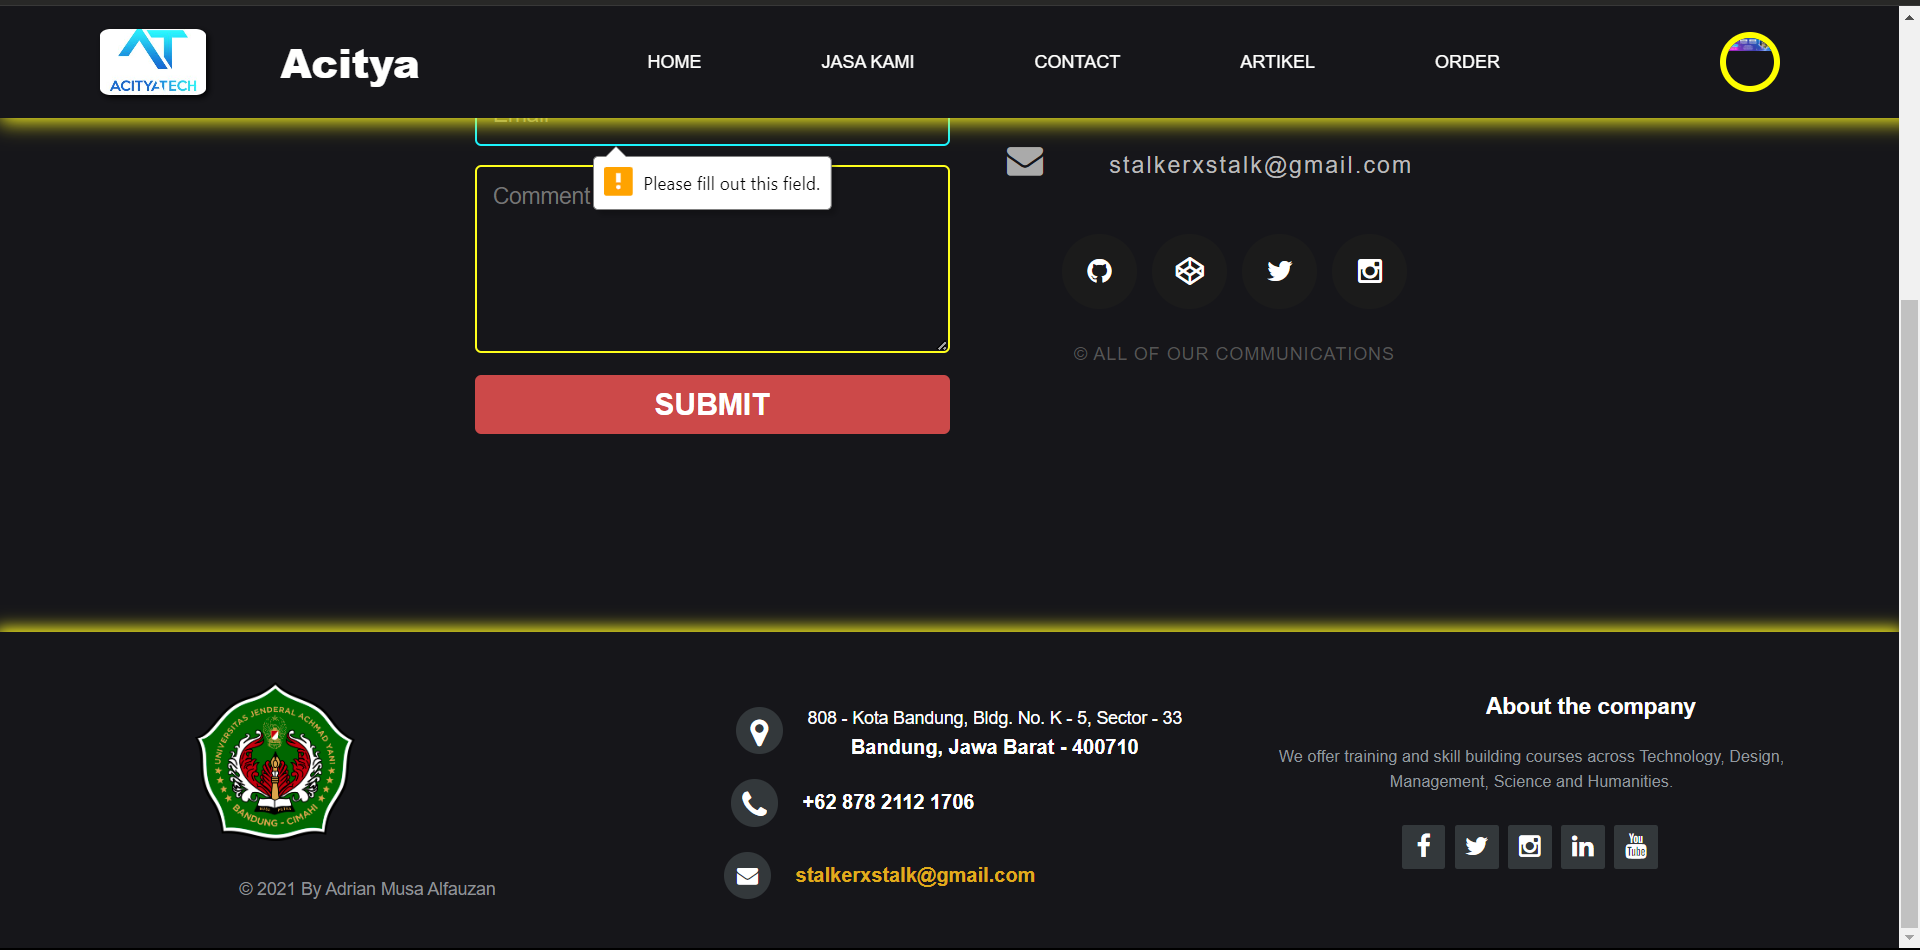 ACITYATECH
Acitya
HOME
JASA KAMI
CONTACT
ARTIKEL
ORDER
Email
Please fill out this field.
Comment
SUBMIT
stalkerxstalk@gmail.com
© ALL OF OUR COMMUNICATIONS
UNIVERSITAS JENDERAL ACHMAD YANI
BANDUNG - CIMAHI
© 2021 By Adrian Musa Alfauzan
808 - Kota Bandung, Bldg. No. K - 5, Sector - 33
Bandung, Jawa Barat - 400710
+62 878 2112 1706
stalkerxstalk@gmail.com
About the company
We offer training and skill building courses across Technology, Design,
Management, Science and Humanities.
You
Tube